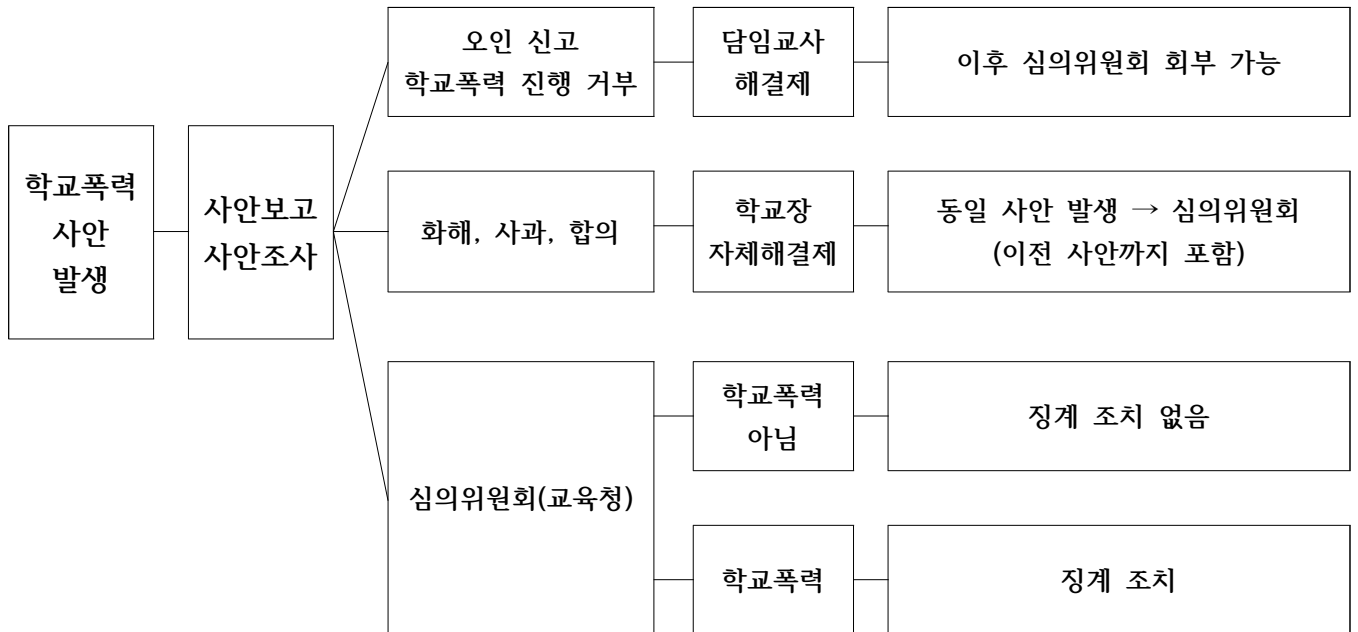 학교폭력
사안
발생
사안보고
사안조사
오인 신고
학교폭력 진행 거부
담임교사
해결제
이후 심의위원회 회부 가능
화해, 사과, 합의
학교장
자체해결제
동일 사안 발생 → 심의위원회
(이전 사안까지 포함)
심의위원회(교육청)
학교폭력
아님
징계 조치 없음
학교폭력
징계 조치